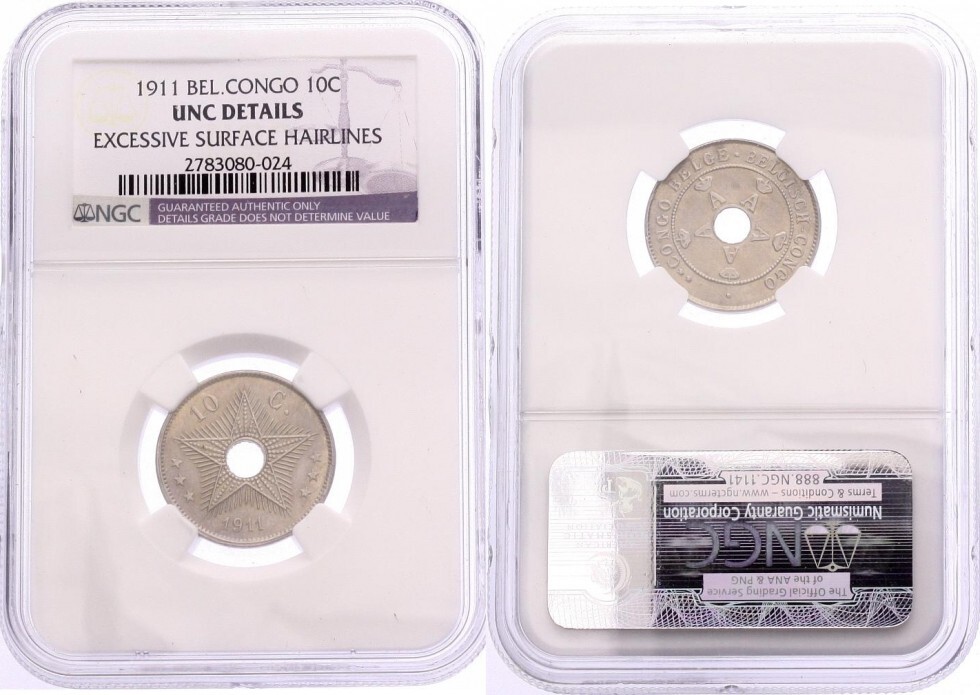 1911 BEL.CONGO 10C
UNC DETAILS
EXCESSIVE SURFACE HAIRLINES
2783080-024
NGC
GUARANTEED AUTHENTIC ONLY
DETAILS GRADE DOES NOT DETERMINE VALUE
10 C.
1911
CONGO BELGE · BELGISCH-CONGO
A A A A A
NGC
The Official Grading Service
of the ANA & PNG
Numismatic Guaranty Corporation
Terms & Conditions – www.ngcterms.com
888.NGC.1141